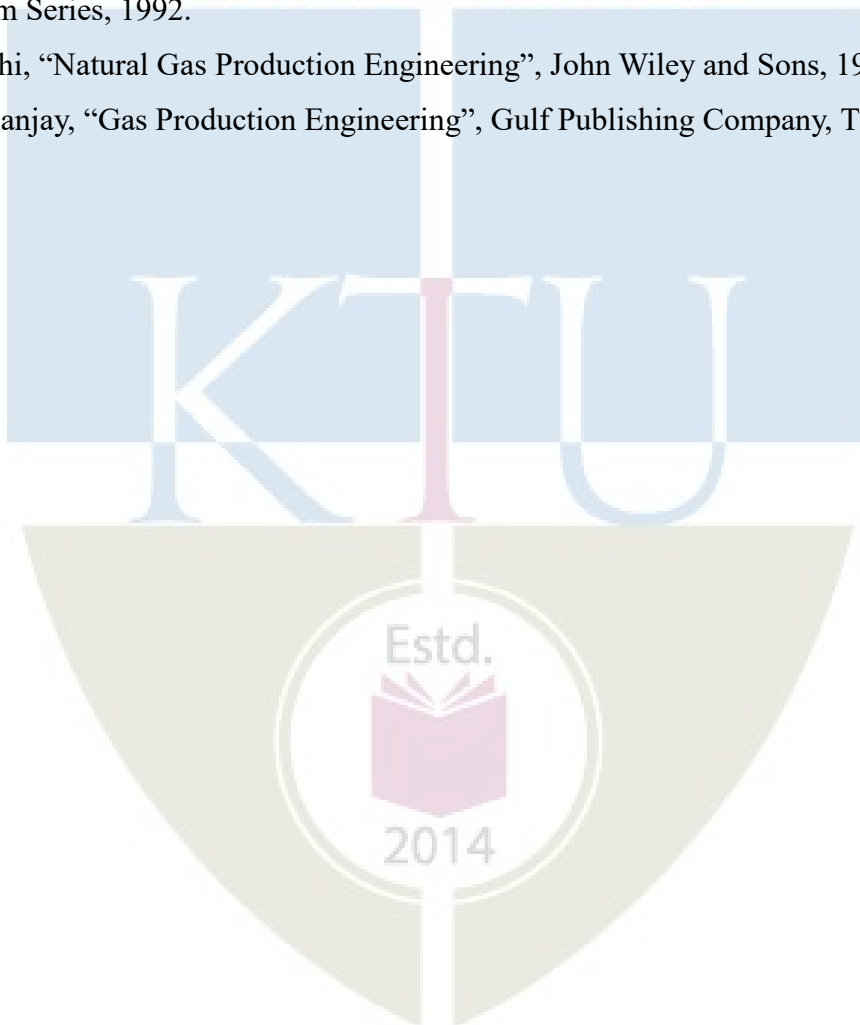 m Series, 1992.
hi, “Natural Gas Production Engineering”, John Wiley and Sons, 19
anjay, “Gas Production Engineering”, Gulf Publishing Company, T
KTU
Estd.
2014